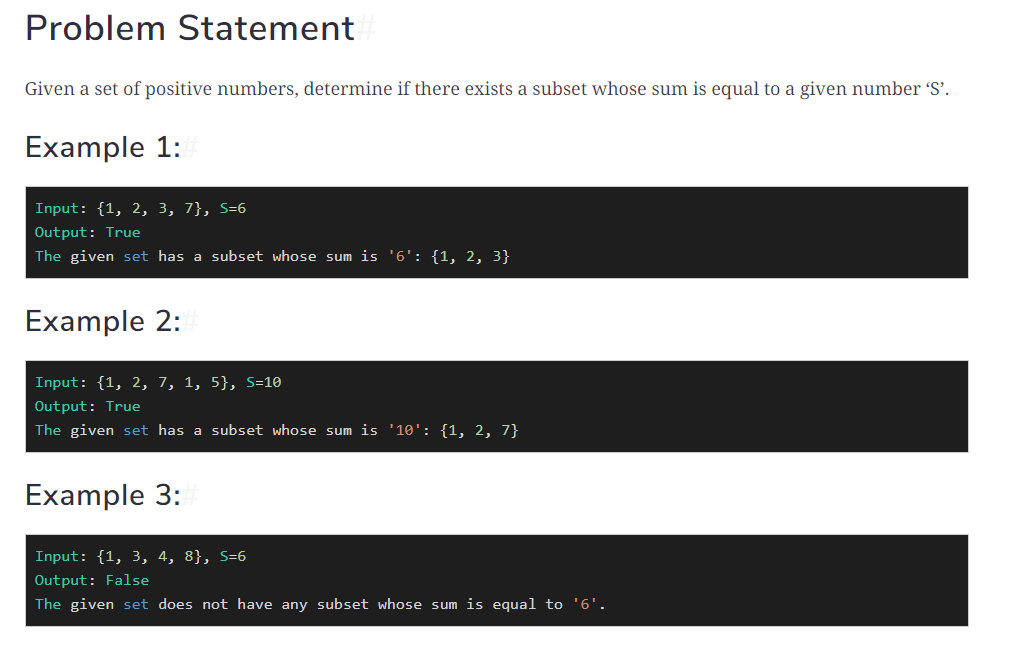 Problem Statement#
Given a set of positive numbers, determine if there exists a subset whose sum is equal to a given number ‘S’.
Example 1:#
Input: {1, 2, 3, 7}, S=6
Output: True
The given set has a subset whose sum is '6': {1, 2, 3}
Example 2:#
Input: {1, 2, 7, 1, 5}, S=10
Output: True
The given set has a subset whose sum is '10': {1, 2, 7}
Example 3:#
Input: {1, 3, 4, 8}, S=6
Output: False
The given set does not have any subset whose sum is equal to '6'.